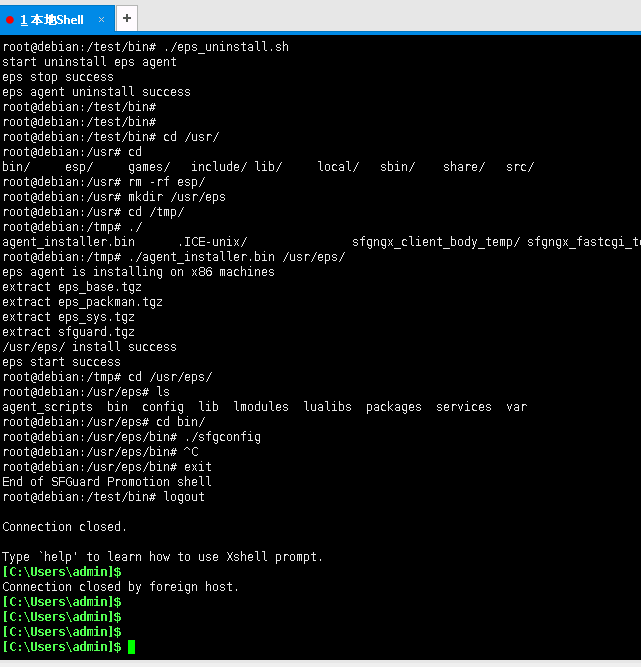 1 本地Shell × +
root@debian:/test/bin# ./eps_uninstall.sh
start uninstall eps agent
eps stop success
eps agent uninstall success
root@debian:/test/bin#
root@debian:/test/bin#
root@debian:/test/bin# cd /usr/
root@debian:/usr# cd
bin/     esp/     games/   include/ lib/     local/   sbin/    share/   src/
root@debian:/usr# rm -rf esp/
root@debian:/usr# mkdir /usr/eps
root@debian:/usr# cd /tmp/
root@debian:/tmp# ./
agent_installer.bin      .ICE-unix/               sfgngx_client_body_temp/ sfgngx_fastcgi_te
root@debian:/tmp# ./agent_installer.bin /usr/eps/
eps agent is installing on x86 machines
extract eps_base.tgz
extract eps_packman.tgz
extract eps_sys.tgz
extract sfguard.tgz
/usr/eps/ install success
eps start success
root@debian:/tmp# cd /usr/eps/
root@debian:/usr/eps# ls
agent_scripts  bin  config  lib  lmodules  lualibs  packages  services  var
root@debian:/usr/eps# cd bin/
root@debian:/usr/eps/bin# ./sfgconfig
root@debian:/usr/eps/bin# ^C
root@debian:/usr/eps/bin# exit
End of SFGuard Promotion shell
root@debian:/test/bin# logout
Connection closed.
Type `help' to learn how to use Xshell prompt.
[C:\Users\admin]$
Connection closed by foreign host.
[C:\Users\admin]$
[C:\Users\admin]$
[C:\Users\admin]$
[C:\Users\admin]$